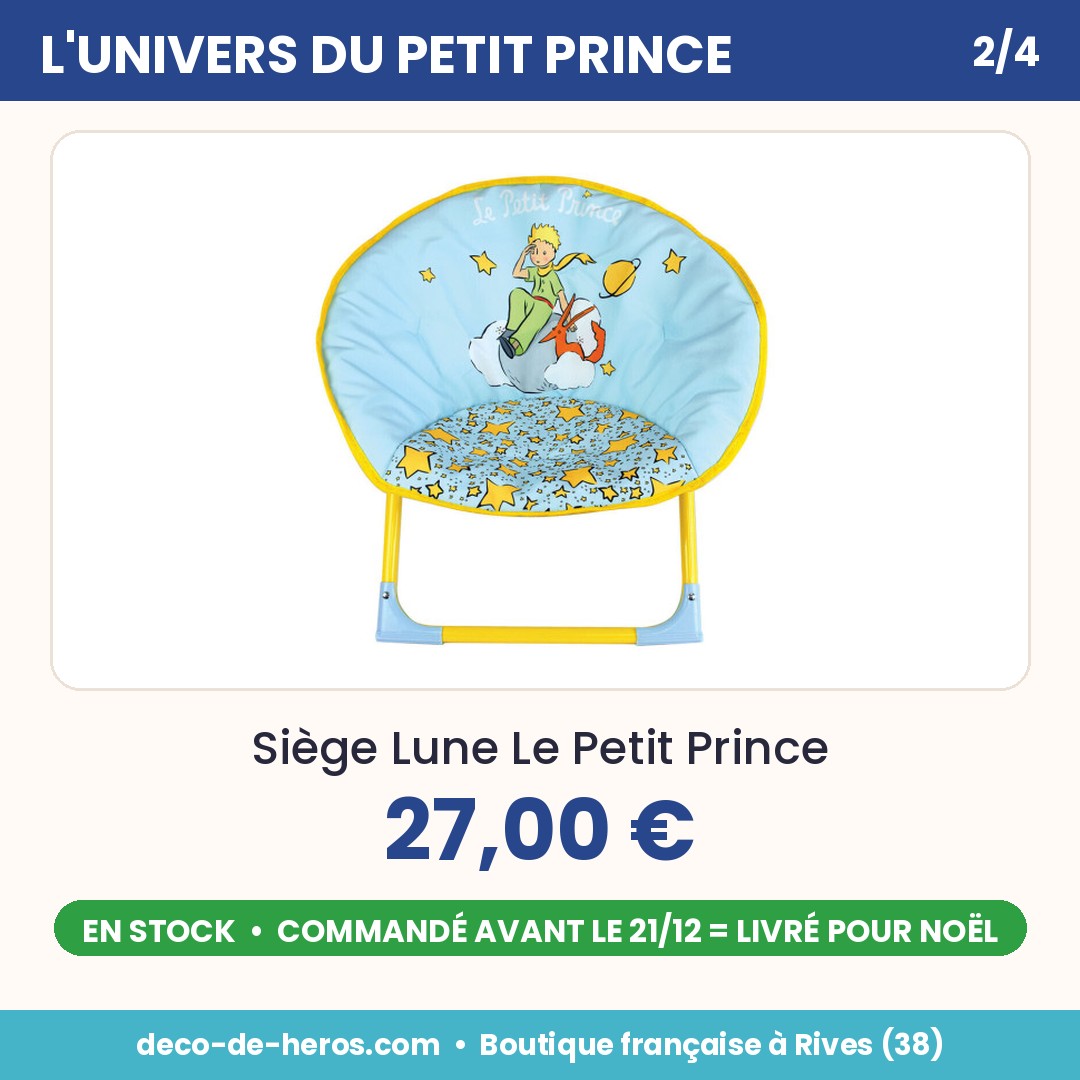 L'UNIVERS DU PETIT PRINCE
2/4
Le Petit Prince
Siège Lune Le Petit Prince
27,00 €
EN STOCK • COMMANDÉ AVANT LE 21/12 = LIVRÉ POUR NOËL
deco-de-heros.com • Boutique française à Rives (38)